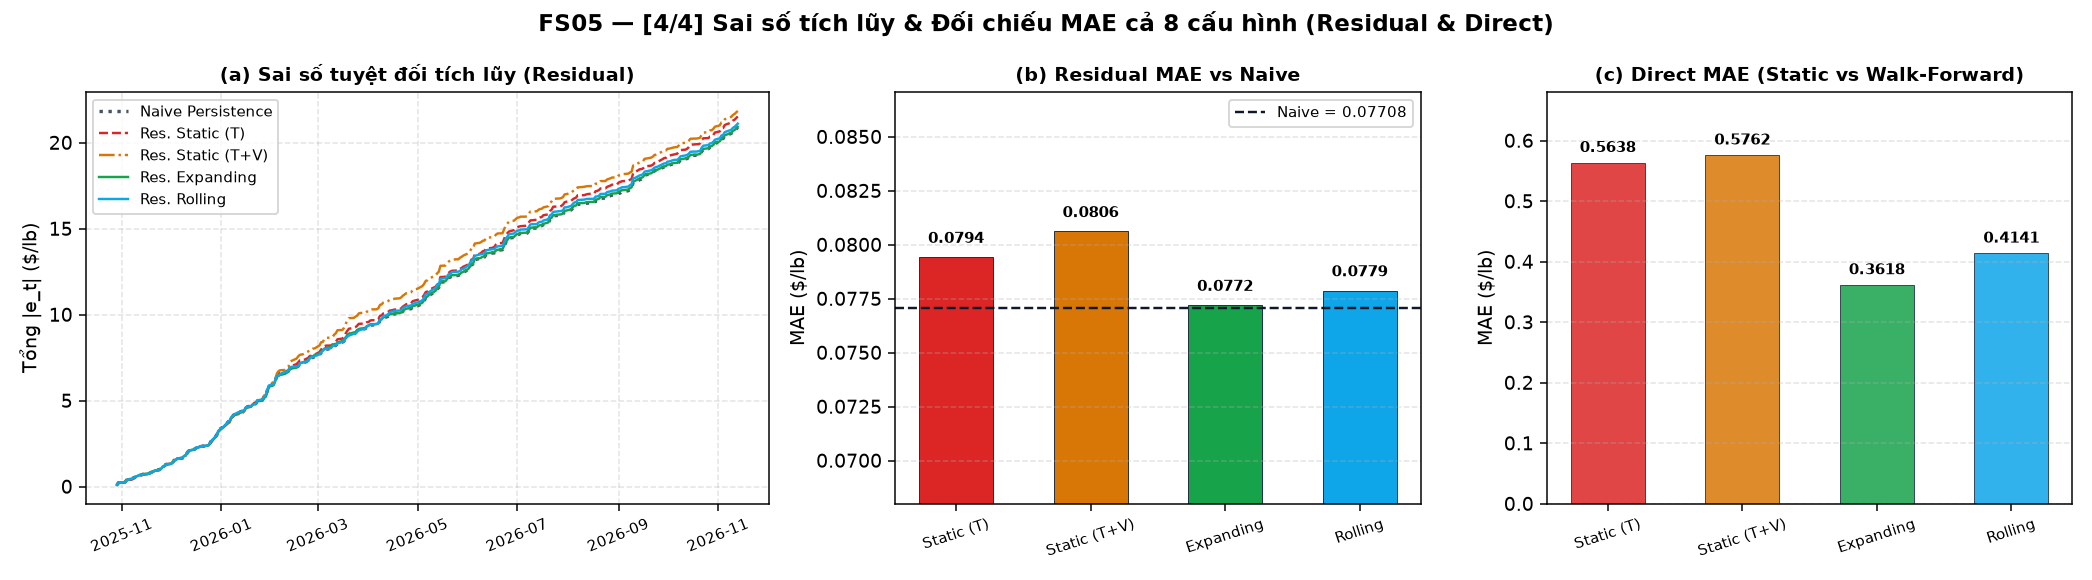 FS05 — [4/4] Sai số tích lũy & Đối chiếu MAE cả 8 cấu hình (Residual & Direct)
(a) Sai số tuyệt đối tích lũy (Residual)
Tổng |e_t| ($/lb)
20
15
10
5
0
Naive Persistence
Res. Static (T)
Res. Static (T+V)
Res. Expanding
Res. Rolling
2025-11
2026-01
2026-03
2026-05
2026-07
2026-09
2026-11
(b) Residual MAE vs Naive
MAE ($/lb)
0.0850
0.0825
0.0800
0.0775
0.0750
0.0725
0.0700
Naive = 0.07708
0.0794
0.0806
0.0772
0.0779
Static (T)
Static (T+V)
Expanding
Rolling
(c) Direct MAE (Static vs Walk-Forward)
MAE ($/lb)
0.6
0.5
0.4
0.3
0.2
0.1
0.0
0.5638
0.5762
0.3618
0.4141
Static (T)
Static (T+V)
Expanding
Rolling